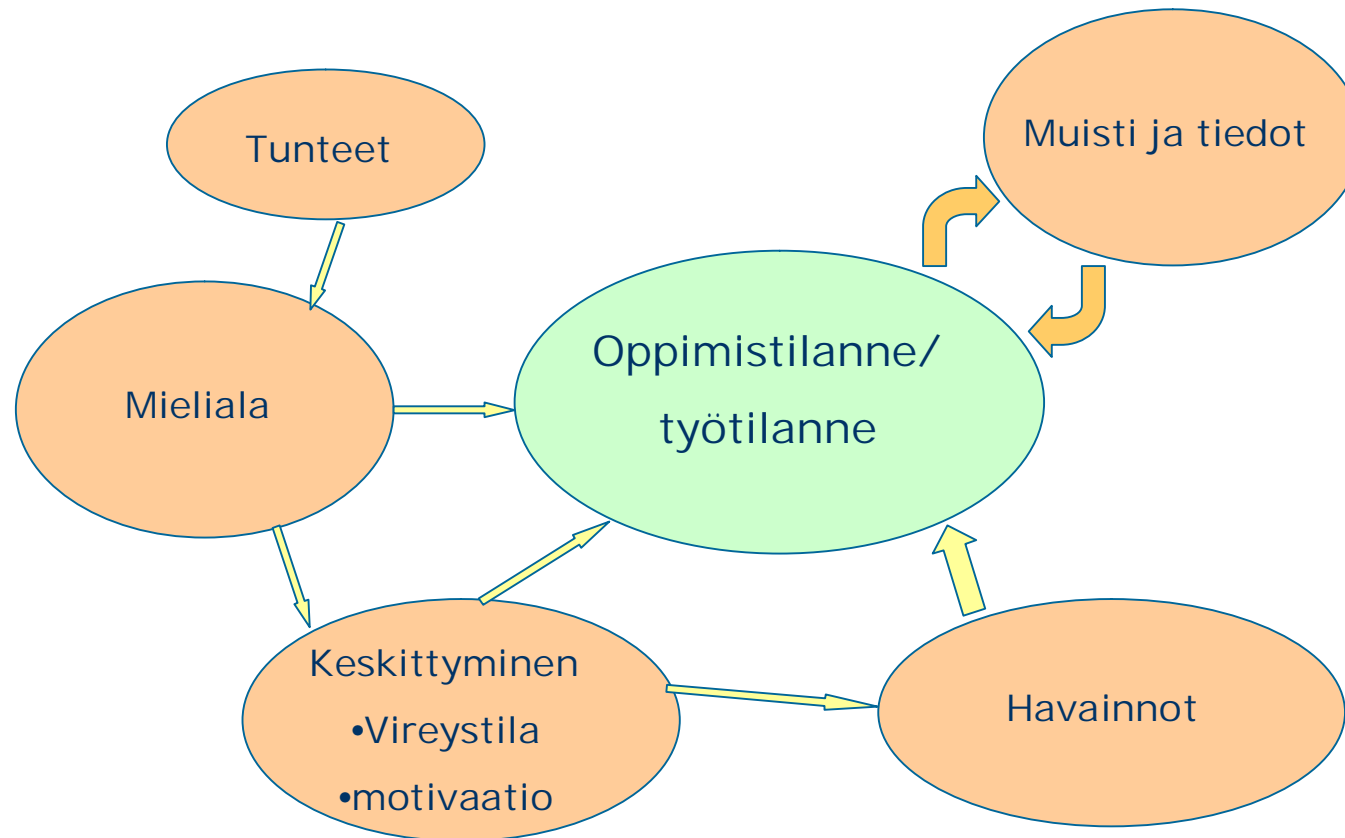 Tunteet
Muisti ja tiedot
Mieliala
Oppimistilanne/
työtilanne
Keskittyminen
•Vireystila
•motivaatio
Havainnot